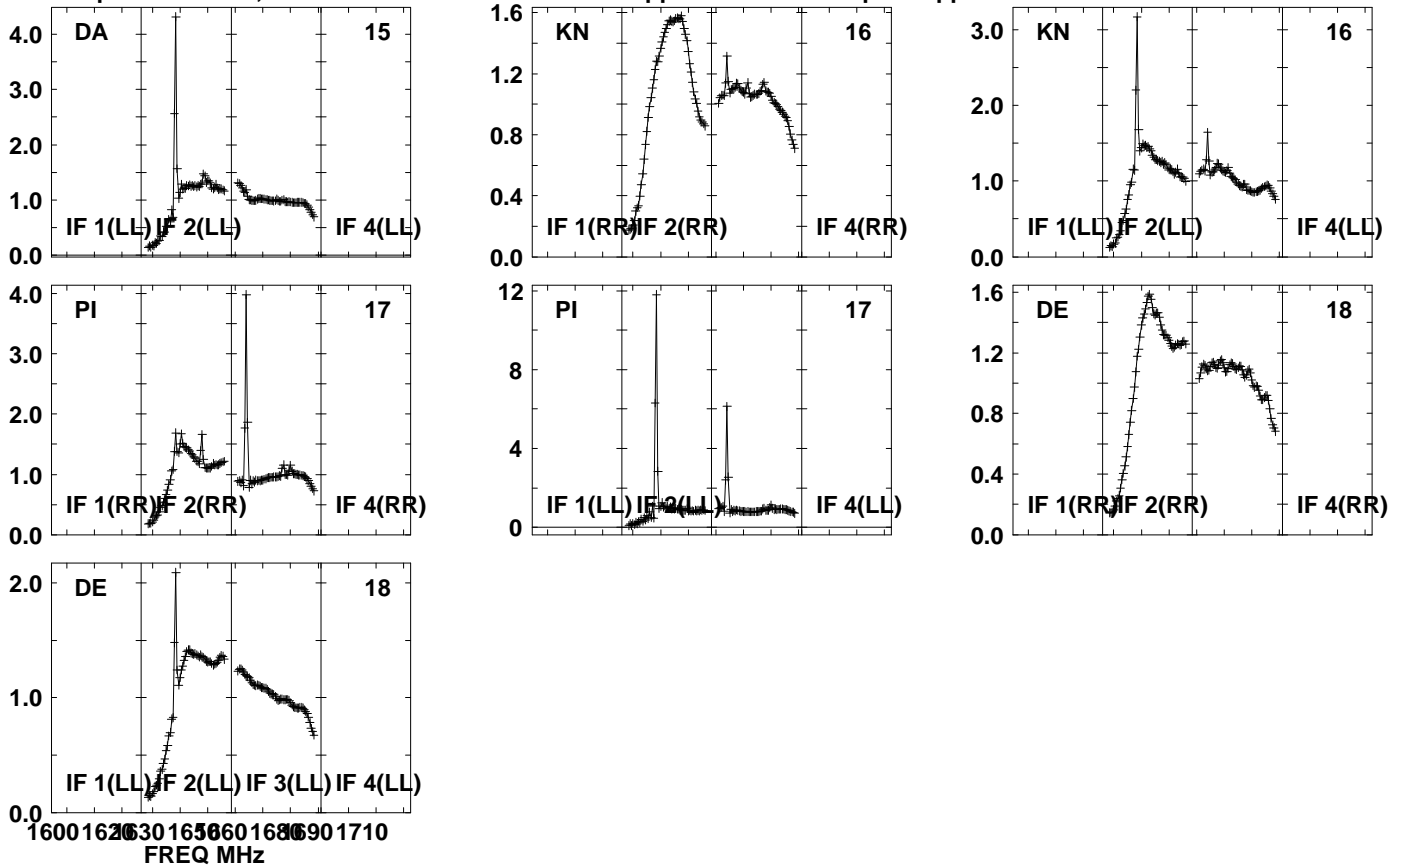 DA 15
4.0
3.0
2.0
1.0
0.0
IF 1(LL) IF 2(LL) IF 4(LL)
KN 16
1.6
1.2
0.8
0.4
0.0
IF 1(RR) IF 2(RR) IF 4(RR)
KN 16
3.0
2.0
1.0
0.0
IF 1(LL) IF 2(LL) IF 4(LL)
PI 17
4.0
3.0
2.0
1.0
0.0
IF 1(RR) IF 2(RR) IF 4(RR)
PI 17
12
8
4
0
IF 1(LL) IF 2(LL) IF 4(LL)
DE 18
1.6
1.2
0.8
0.4
0.0
IF 1(RR) IF 2(RR) IF 4(RR)
DE 18
2.0
1.0
0.0
IF 1(LL) IF 2(LL) IF 3(LL) IF 4(LL)
1600 1620 1630 1650 1660 1680 1690 1710
FREQ MHz